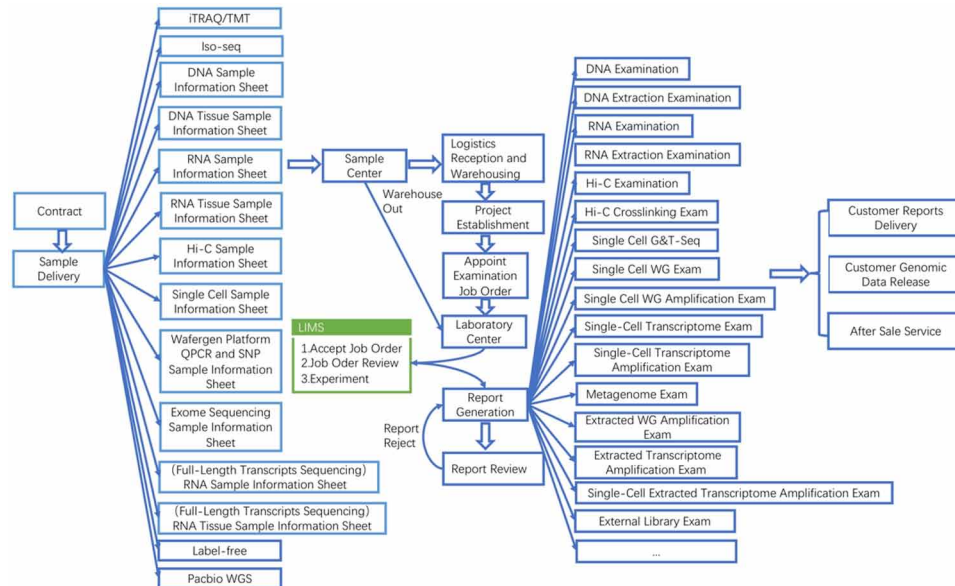 Contract
Sample
Delivery
iTRAQ/TMT
Iso-seq
DNA Sample
Information Sheet
DNA Tissue Sample
Information Sheet
RNA Sample
Information Sheet
RNA Tissue Sample
Information Sheet
Hi-C Sample
Information Sheet
Single Cell Sample
Information Sheet
Wafergen Platform
QPCR and SNP
Sample Information
Sheet
Exome Sequencing
Sample Information
Sheet
(Full-Length Transcripts Sequencing)
RNA Sample Information Sheet
(Full-Length Transcripts Sequencing)
RNA Tissue Sample Information Sheet
Label-free
Pacbio WGS
Sample
Center
Warehouse
Out
Logistics
Reception and
Warehousing
Project
Establishment
Appoint
Examination
Job Order
Laboratory
Center
LIMS
1.Accept Job Order
2.Job Oder Review
3.Experiment
Report
Generation
Report
Reject
Report Review
DNA Examination
DNA Extraction Examination
RNA Examination
RNA Extraction Examination
Hi-C Examination
Hi-C Crosslinking Exam
Single Cell G&T-Seq
Single Cell WG Exam
Single Cell WG Amplification Exam
Single-Cell Transcriptome Exam
Single-Cell Transcriptome
Amplification Exam
Metagenome Exam
Extracted WG Amplification
Exam
Extracted Transcriptome
Amplification Exam
Single-Cell Extracted Transcriptome Amplification Exam
External Library Exam
...
Customer Reports
Delivery
Customer Genomic
Data Release
After Sale Service